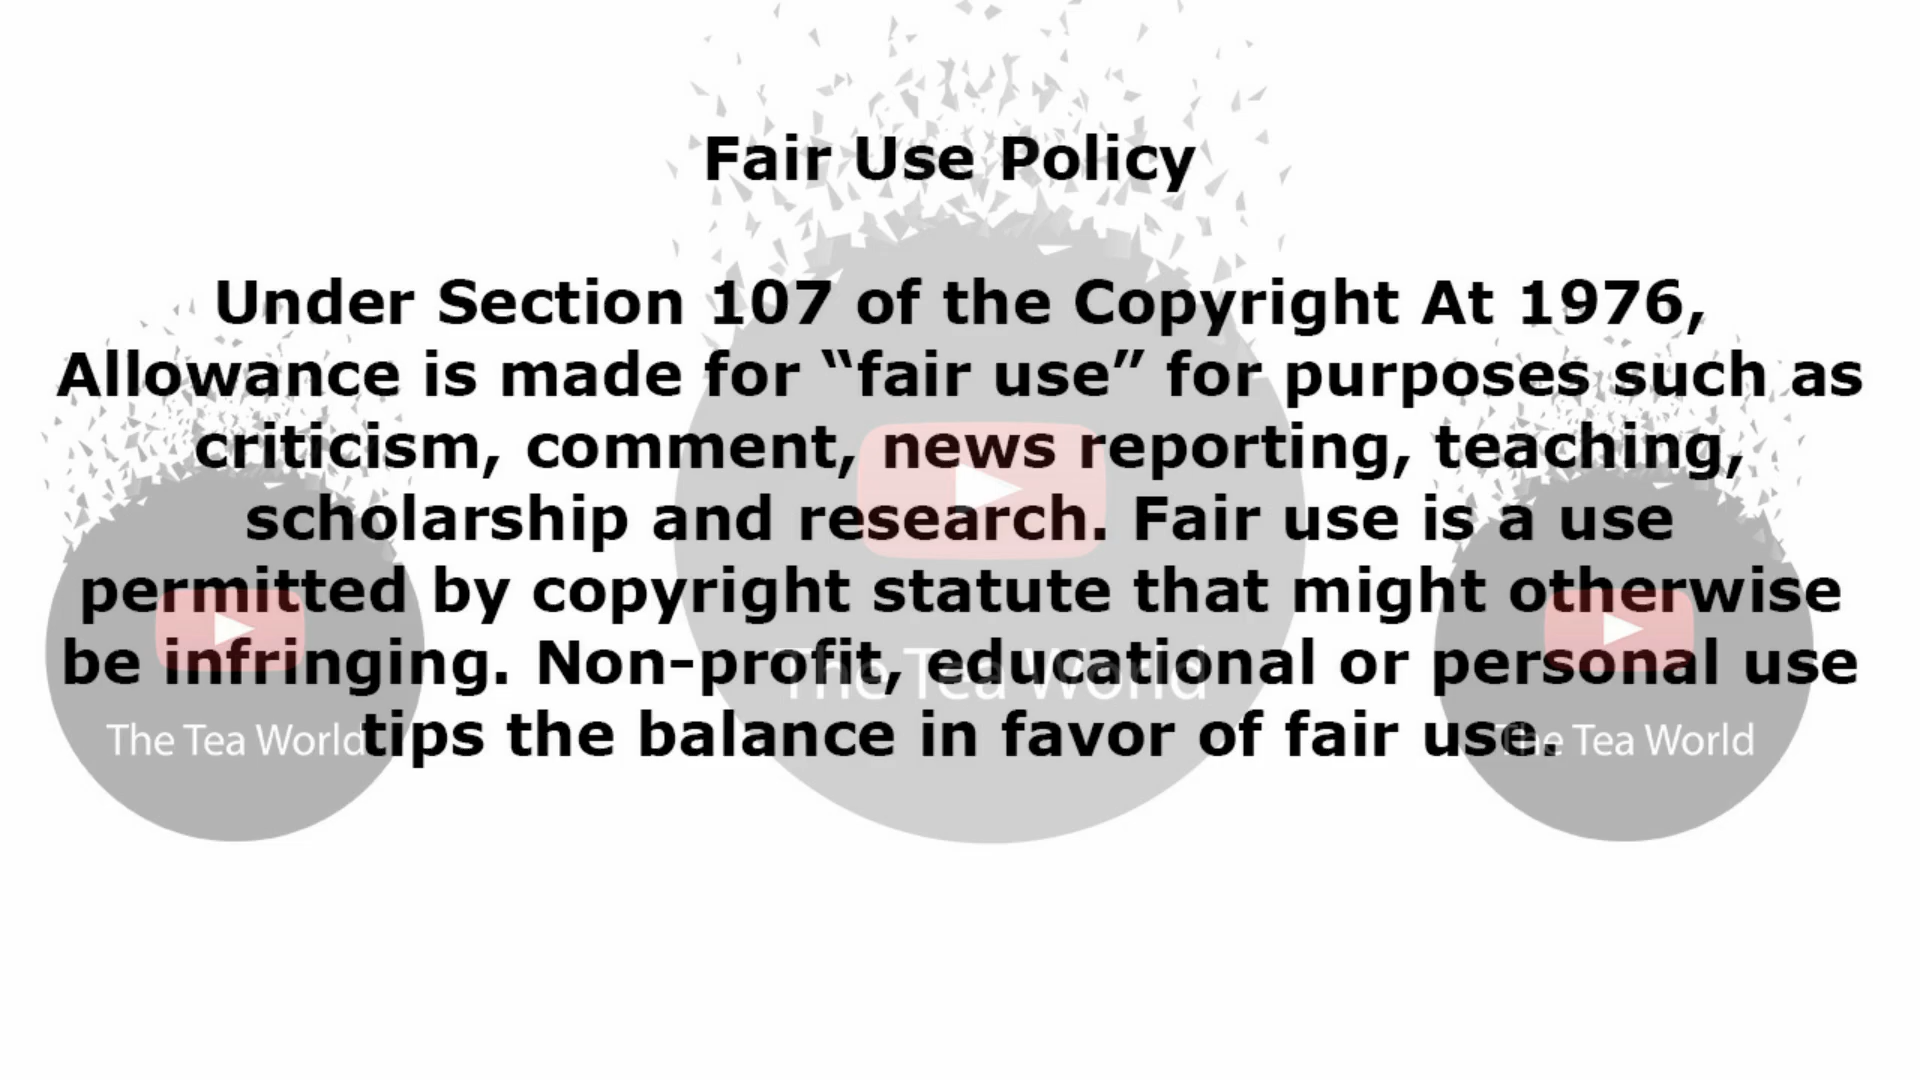 Fair Use Policy
Under Section 107 of the Copyright At 1976,
Allowance is made for “fair use” for purposes such as
criticism, comment, news reporting, teaching,
scholarship and research. Fair use is a use
permitted by copyright statute that might otherwise
be infringing. Non-profit, educational or personal use
tips the balance in favor of fair use.
The Tea World
The Tea World
The Tea World